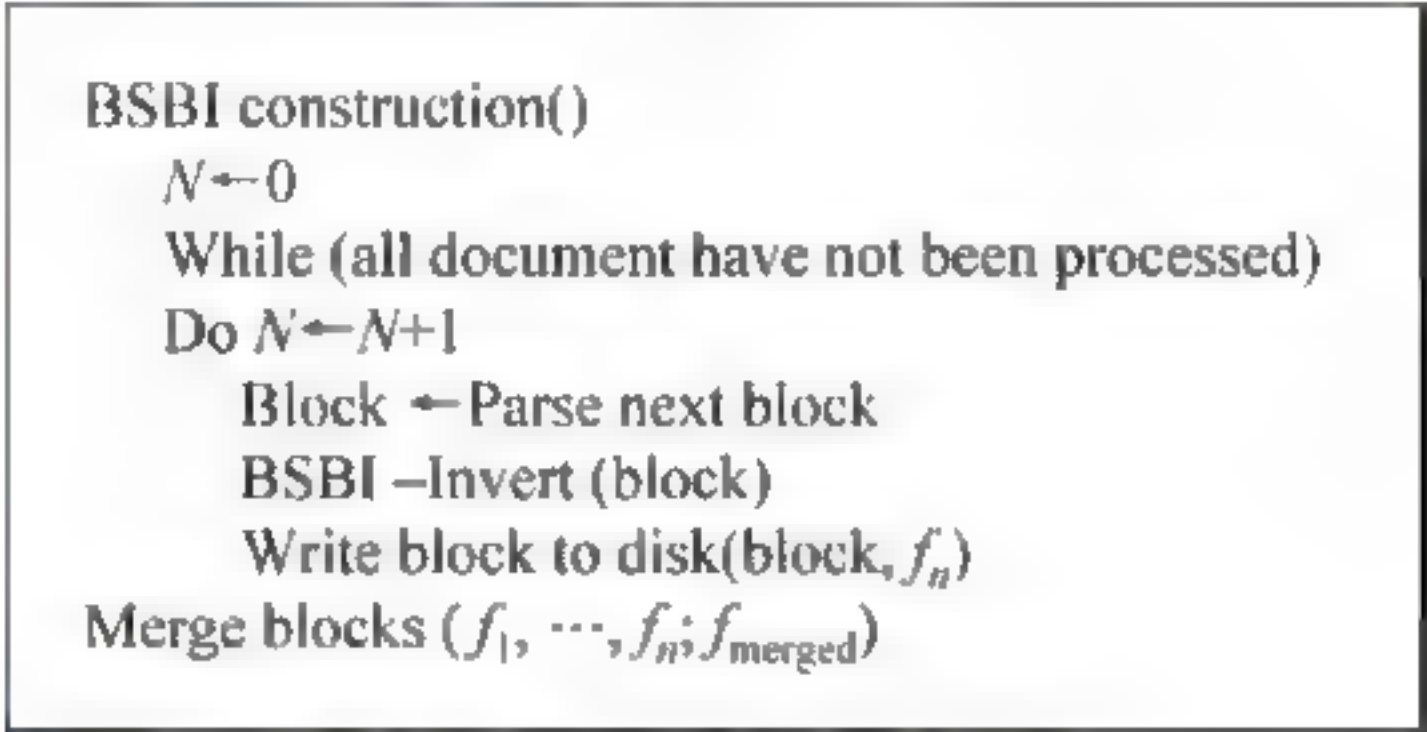 BSBI construction()
N←0
While (all document have not been processed)
Do N←N+1
Block ←Parse next block
BSBI –Invert (block)
Write block to disk(block, fₙ)
Merge blocks (f₁, ⋯, fₙ; f_merged)